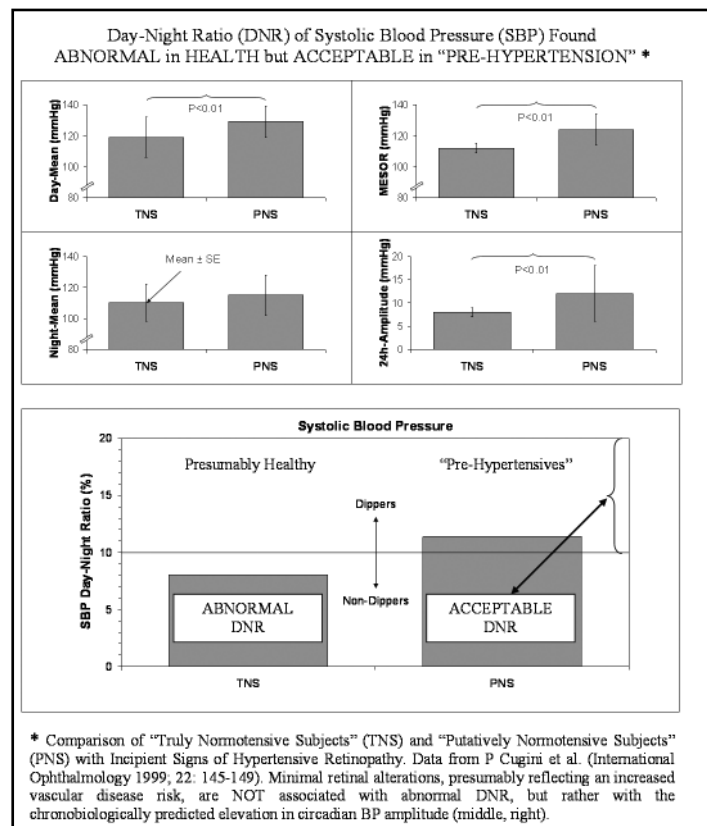 Day-Night Ratio (DNR) of Systolic Blood Pressure (SBP) Found
ABNORMAL in HEALTH but ACCEPTABLE in “PRE-HYPERTENSION” *
Day-Mean (mmHg)
140
120
100
80
P<0.01
TNS
PNS
MESOR (mmHg)
140
120
100
80
P<0.01
TNS
PNS
Night-Mean (mmHg)
140
120
100
80
Mean ± SE
TNS
PNS
24h-Amplitude (mmHg)
20
15
10
5
0
P<0.01
TNS
PNS
Systolic Blood Pressure
SBP Day-Night Ratio (%)
20
15
10
5
0
Presumably Healthy
“Pre-Hypertensives”
Dippers
Non-Dippers
ABNORMAL
DNR
ACCEPTABLE
DNR
TNS
PNS
* Comparison of “Truly Normotensive Subjects” (TNS) and “Putatively Normotensive Subjects”
(PNS) with Incipient Signs of Hypertensive Retinopathy. Data from P Cugini et al. (International
Ophthalmology 1999; 22: 145-149). Minimal retinal alterations, presumably reflecting an increased
vascular disease risk, are NOT associated with abnormal DNR, but rather with the
chronobiologically predicted elevation in circadian BP amplitude (middle, right).